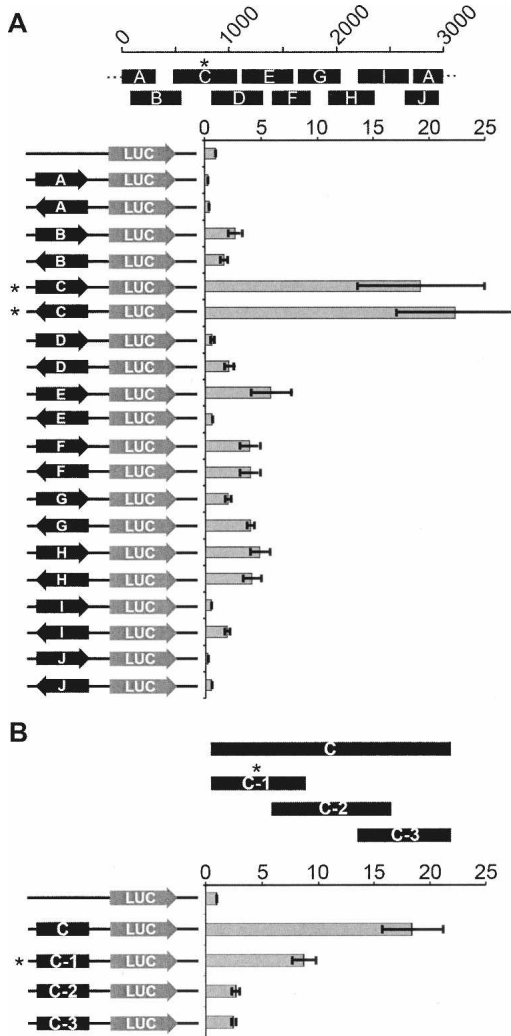 A
0 1000 2000 3000
*
A C E G I A
B D F H J
0 5 10 15 20 25
LUC
A LUC
A LUC
B LUC
B LUC
* C LUC
* C LUC
D LUC
D LUC
E LUC
E LUC
F LUC
F LUC
G LUC
G LUC
H LUC
H LUC
I LUC
I LUC
J LUC
J LUC
B
C
*
C-1
C-2
C-3
0 5 10 15 20 25
LUC
C LUC
* C-1 LUC
C-2 LUC
C-3 LUC